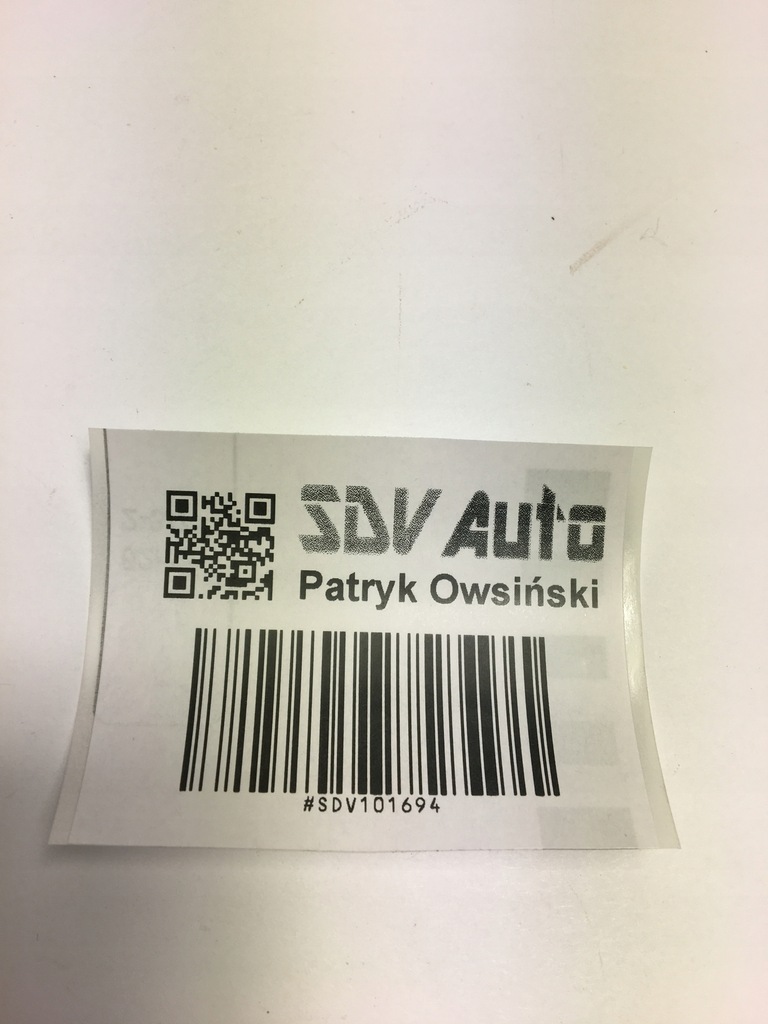 SDV Auto
Patryk Owsiński
#SDV101694